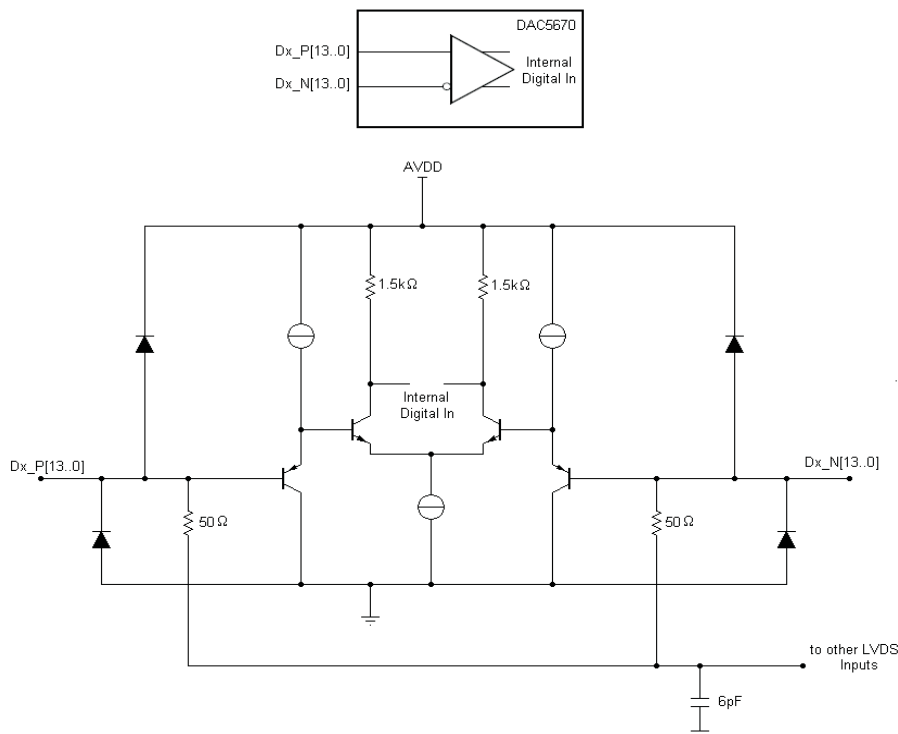 DAC5670
Dx_P[13..0]
Dx_N[13..0]
Internal
Digital In
AVDD
1.5kΩ
1.5kΩ
Internal
Digital In
Dx_P[13..0]
Dx_N[13..0]
50Ω
50Ω
to other LVDS
Inputs
6pF